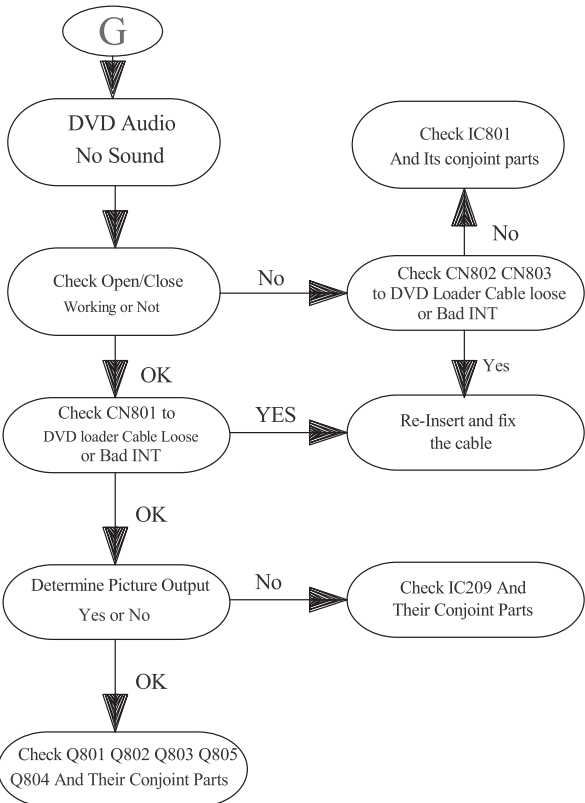 G
DVD Audio
No Sound
Check IC801
And Its conjoint parts
No
Check Open/Close
Working or Not
No
Check CN802 CN803
to DVD Loader Cable loose
or Bad INT
OK
Yes
Check CN801 to
DVD loader Cable Loose
or Bad INT
YES
Re-Insert and fix
the cable
OK
Determine Picture Output
Yes or No
No
Check IC209 And
Their Conjoint Parts
OK
Check Q801 Q802 Q803 Q805
Q804 And Their Conjoint Parts